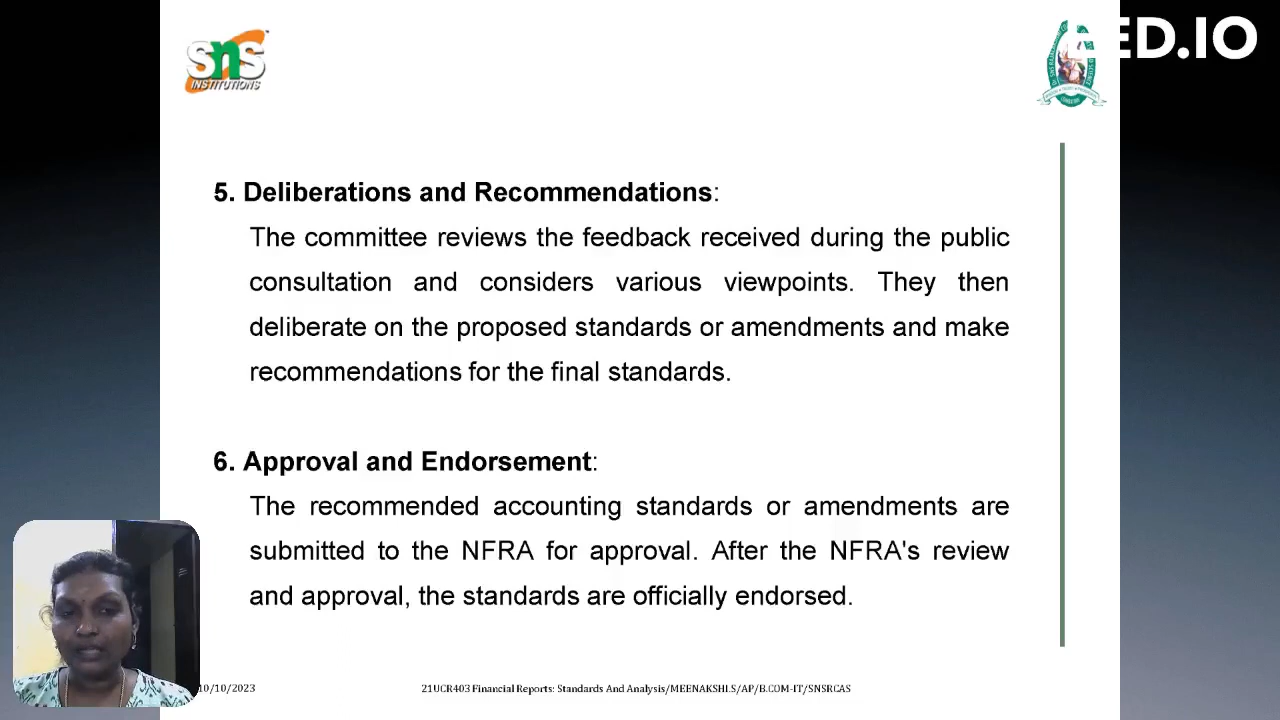 SNS
INSTITUTIONS
ED.IO
5. Deliberations and Recommendations:
The committee reviews the feedback received during the public
consultation and considers various viewpoints. They then
deliberate on the proposed standards or amendments and make
recommendations for the final standards.
6. Approval and Endorsement:
The recommended accounting standards or amendments are
submitted to the NFRA for approval. After the NFRA's review
and approval, the standards are officially endorsed.
10/10/2023
21UCR403 Financial Reports: Standards And Analysis/MEENAKSHI.S/AP/B.COM-IT/SNSRCAS